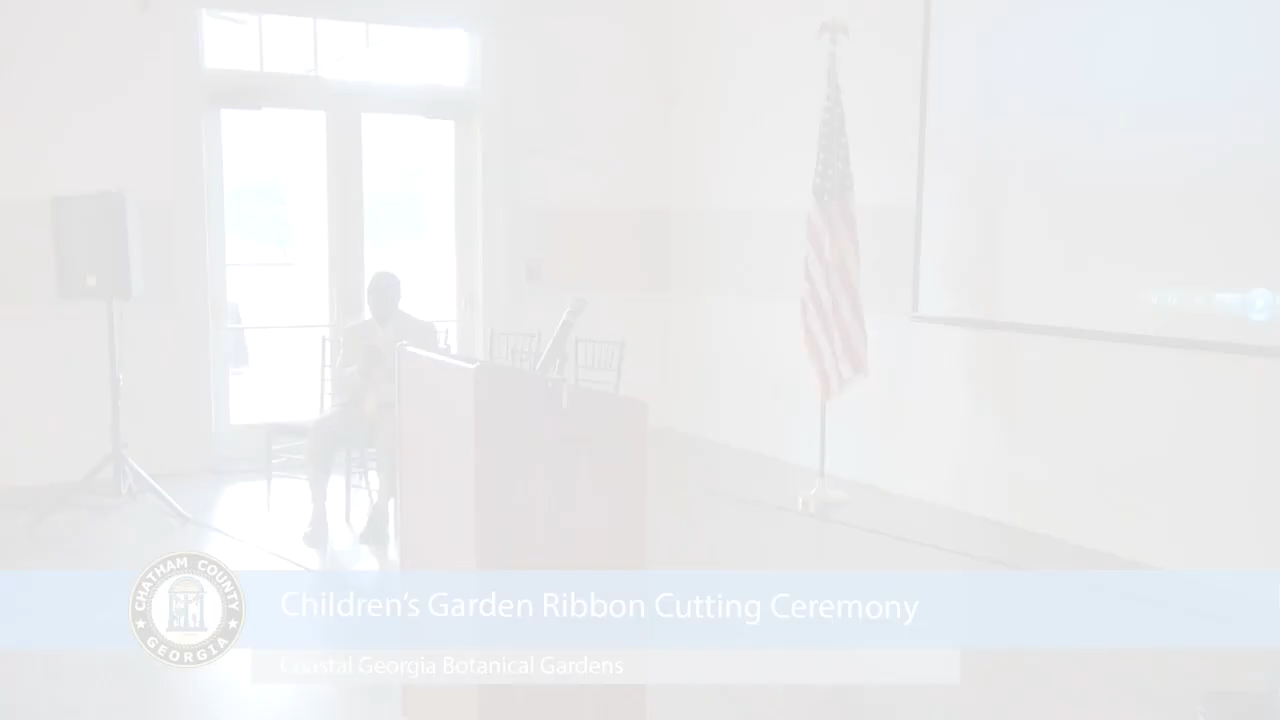 CHATHAM COUNTY
GEORGIA
Children's Garden Ribbon Cutting Ceremony
Coastal Georgia Botanical Gardens